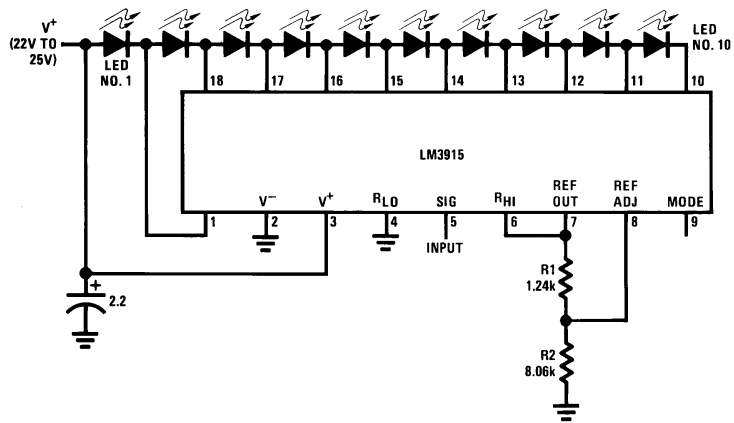 V+
(22V TO
25V)
LED
NO. 1
LED
NO. 10
18
17
16
15
14
13
12
11
10
LM3915
V−
V+
RLO
SIG
RHI
REF
OUT
REF
ADJ
MODE
1
2
3
4
5
6
7
8
9
INPUT
+
2.2
R1
1.24k
R2
8.06k